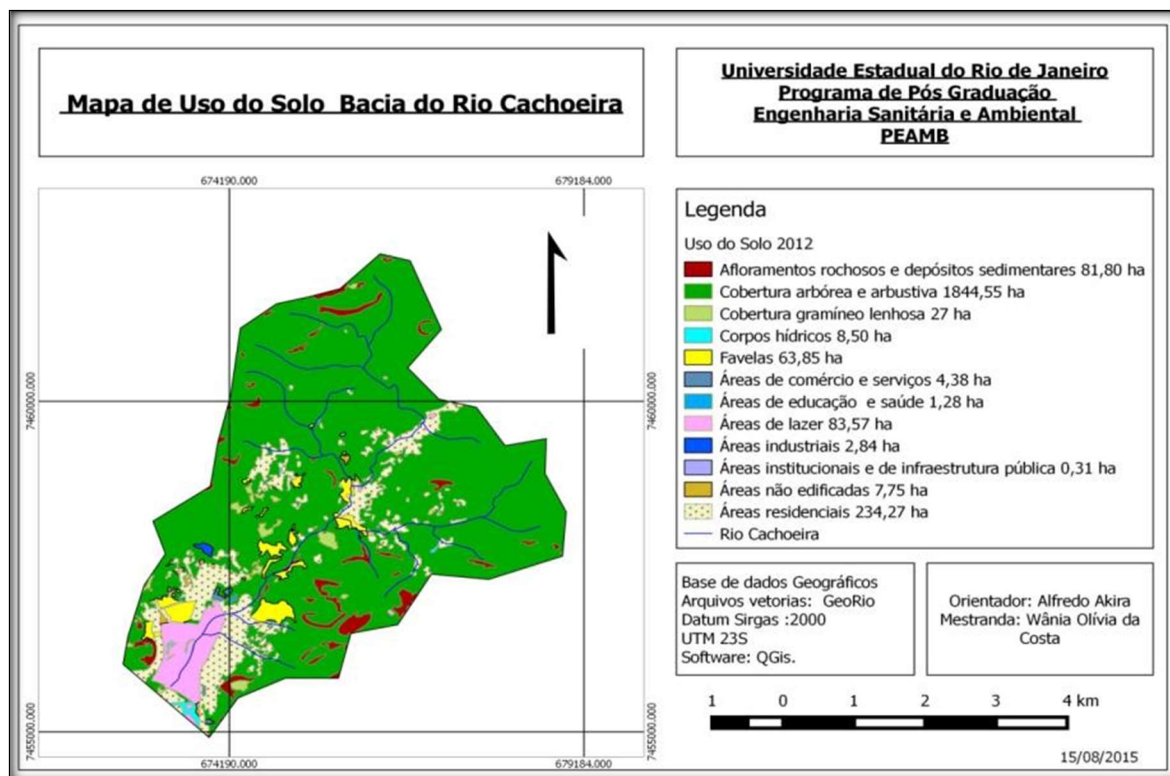 Mapa de Uso do Solo Bacia do Rio Cachoeira
Universidade Estadual do Rio de Janeiro
Programa de Pós Graduação
Engenharia Sanitária e Ambiental
PEAMB
674190.000
679184.000
7460000.000
7460000.000
7455000.000
7455000.000
674190.000
679184.000
Legenda
Uso do Solo 2012
Afloramentos rochosos e depósitos sedimentares 81,80 ha
Cobertura arbórea e arbustiva 1844,55 ha
Cobertura gramíneo lenhosa 27 ha
Corpos hídricos 8,50 ha
Favelas 63,85 ha
Áreas de comércio e serviços 4,38 ha
Áreas de educação e saúde 1,28 ha
Áreas de lazer 83,57 ha
Áreas industriais 2,84 ha
Áreas institucionais e de infraestrutura pública 0,31 ha
Áreas não edificadas 7,75 ha
Áreas residenciais 234,27 ha
Rio Cachoeira
Base de dados Geográficos
Arquivos vetorias: GeoRio
Datum Sirgas :2000
UTM 23S
Software: QGis.
Orientador: Alfredo Akira
Mestranda: Wânia Olívia da
Costa
1 0 1 2 3 4 km
15/08/2015